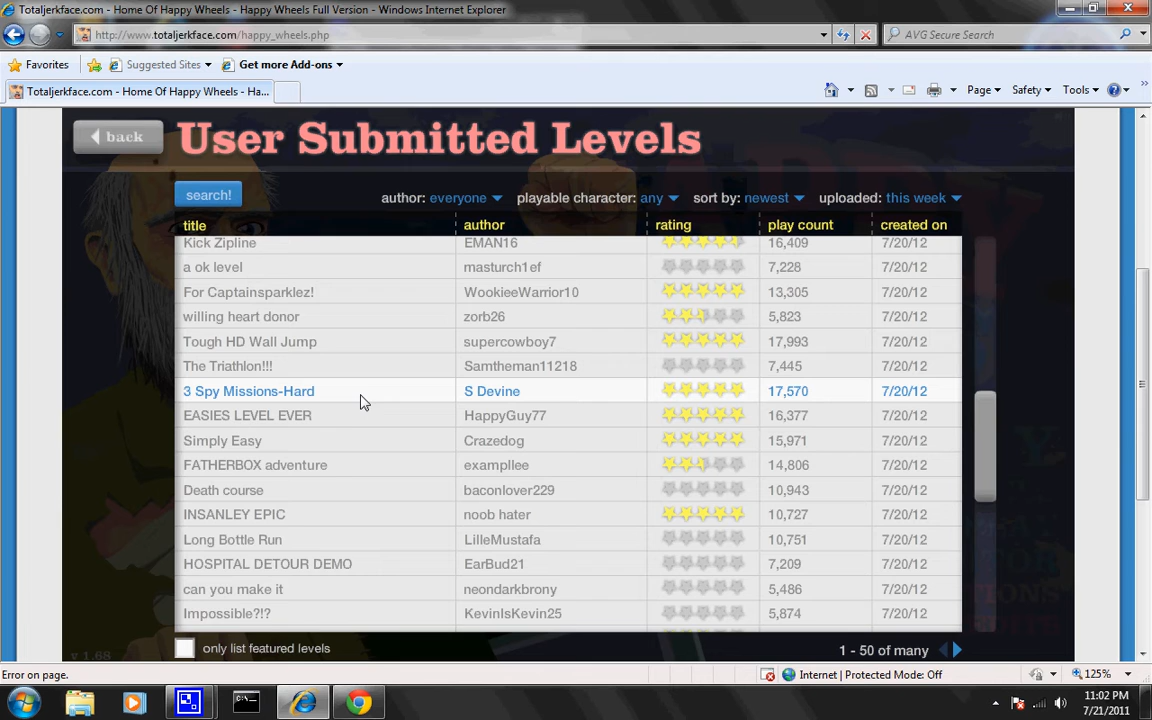 Totaljerkface.com - Home Of Happy Wheels - Happy Wheels Full Version - Windows Internet Explorer
http://www.totaljerkface.com/happy_wheels.php
AVG Secure Search
Favorites Suggested Sites Get more Add-ons
Totaljerkface.com - Home Of Happy Wheels - Ha... Page Safety Tools
back User Submitted Levels
search! author: everyone playable character: any sort by: newest uploaded: this week
title author rating play count created on
Kick Zipline EMAN16 16,409 7/20/12
a ok level masturch1ef 7,228 7/20/12
For Captainsparklez! WookieeWarrior10 13,305 7/20/12
willing heart donor zorb26 5,823 7/20/12
Tough HD Wall Jump supercowboy7 17,993 7/20/12
The Triathlon!!! Samtheman11218 7,445 7/20/12
3 Spy Missions-Hard S Devine 17,570 7/20/12
EASIES LEVEL EVER HappyGuy77 16,377 7/20/12
Simply Easy Crazedog 15,971 7/20/12
FATHERBOX adventure exampllee 14,806 7/20/12
Death course baconlover229 10,943 7/20/12
INSANLEY EPIC noob hater 10,727 7/20/12
Long Bottle Run LilleMustafa 10,751 7/20/12
HOSPITAL DETOUR DEMO EarBud21 7,209 7/20/12
can you make it neondarkbrony 5,486 7/20/12
Impossible?!? KevinIsKevin25 5,874 7/20/12
only list featured levels 1 - 50 of many
v 1.68
Error on page. Internet | Protected Mode: Off 125%
11:02 PM
7/21/2011